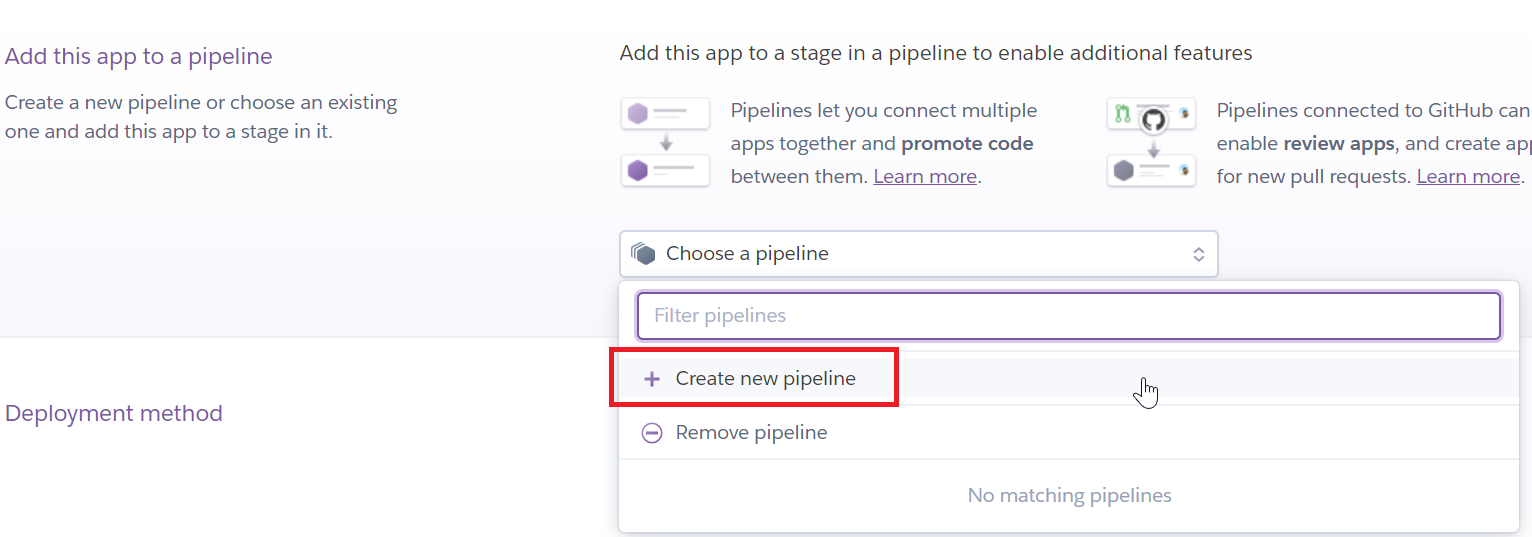 Add this app to a pipeline
Create a new pipeline or choose an existing
one and add this app to a stage in it.
Add this app to a stage in a pipeline to enable additional features
Pipelines let you connect multiple
apps together and promote code
between them. Learn more.
Pipelines connected to GitHub can
enable review apps, and create app
for new pull requests. Learn more.
Choose a pipeline
Filter pipelines
Create new pipeline
Remove pipeline
No matching pipelines
Deployment method